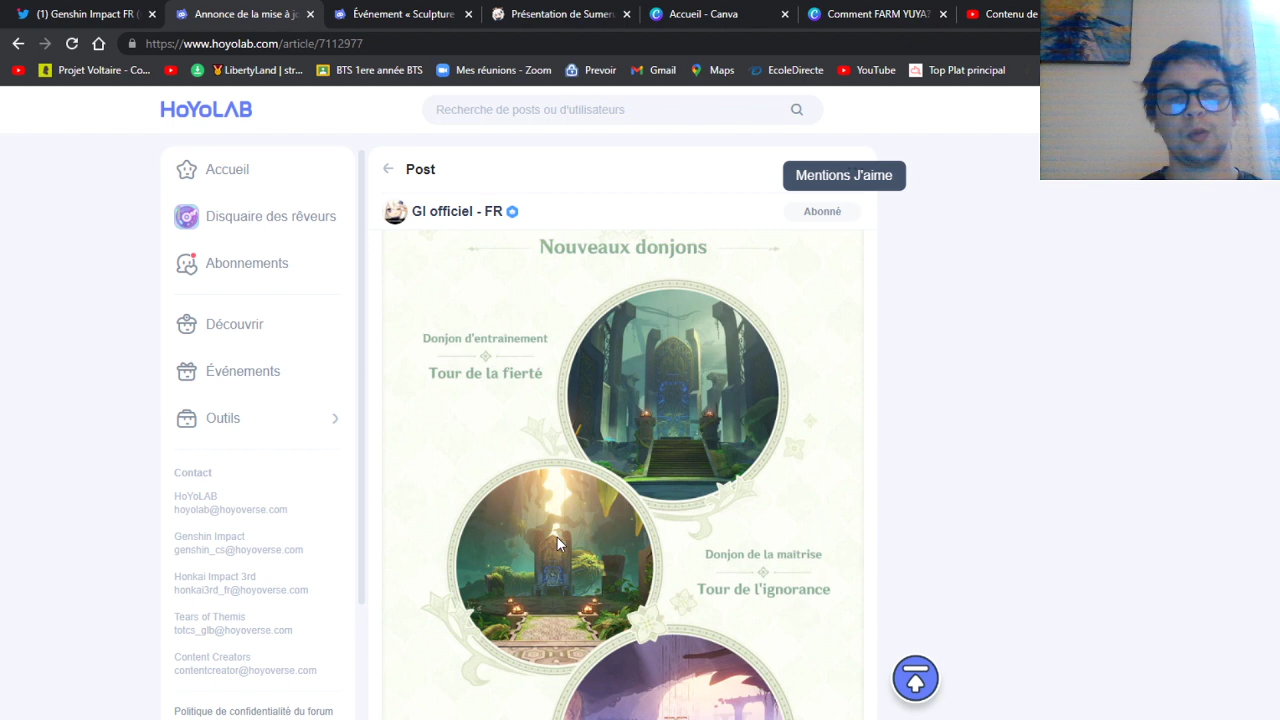 (1) Genshin Impact FR (
Annonce de la mise à jo
Événement « Sculpture
Présentation de Sumeru
Accueil - Canva
Comment FARM YUYA?
Contenu de
https://www.hoyolab.com/article/7112977
Projet Voltaire - Co...
LibertyLand | str...
BTS 1ere année BTS
Mes réunions - Zoom
Prevoir
Gmail
Maps
EcoleDirecte
YouTube
Top Plat principal
HoYoLAB
Recherche de posts ou d'utilisateurs
Accueil
Disquaire des rêveurs
Abonnements
Découvrir
Événements
Outils
Contact
HoYoLAB
hoyolab@hoyoverse.com
Genshin Impact
genshin_cs@hoyoverse.com
Honkai Impact 3rd
honkai3rd_fr@hoyoverse.com
Tears of Themis
totcs_glb@hoyoverse.com
Content Creators
contentcreator@hoyoverse.com
Politique de confidentialité du forum
Post
Mentions J'aime
GI officiel - FR
Abonné
Nouveaux donjons
Donjon d'entraînement
Tour de la fierté
Donjon de la maîtrise
Tour de l'ignorance